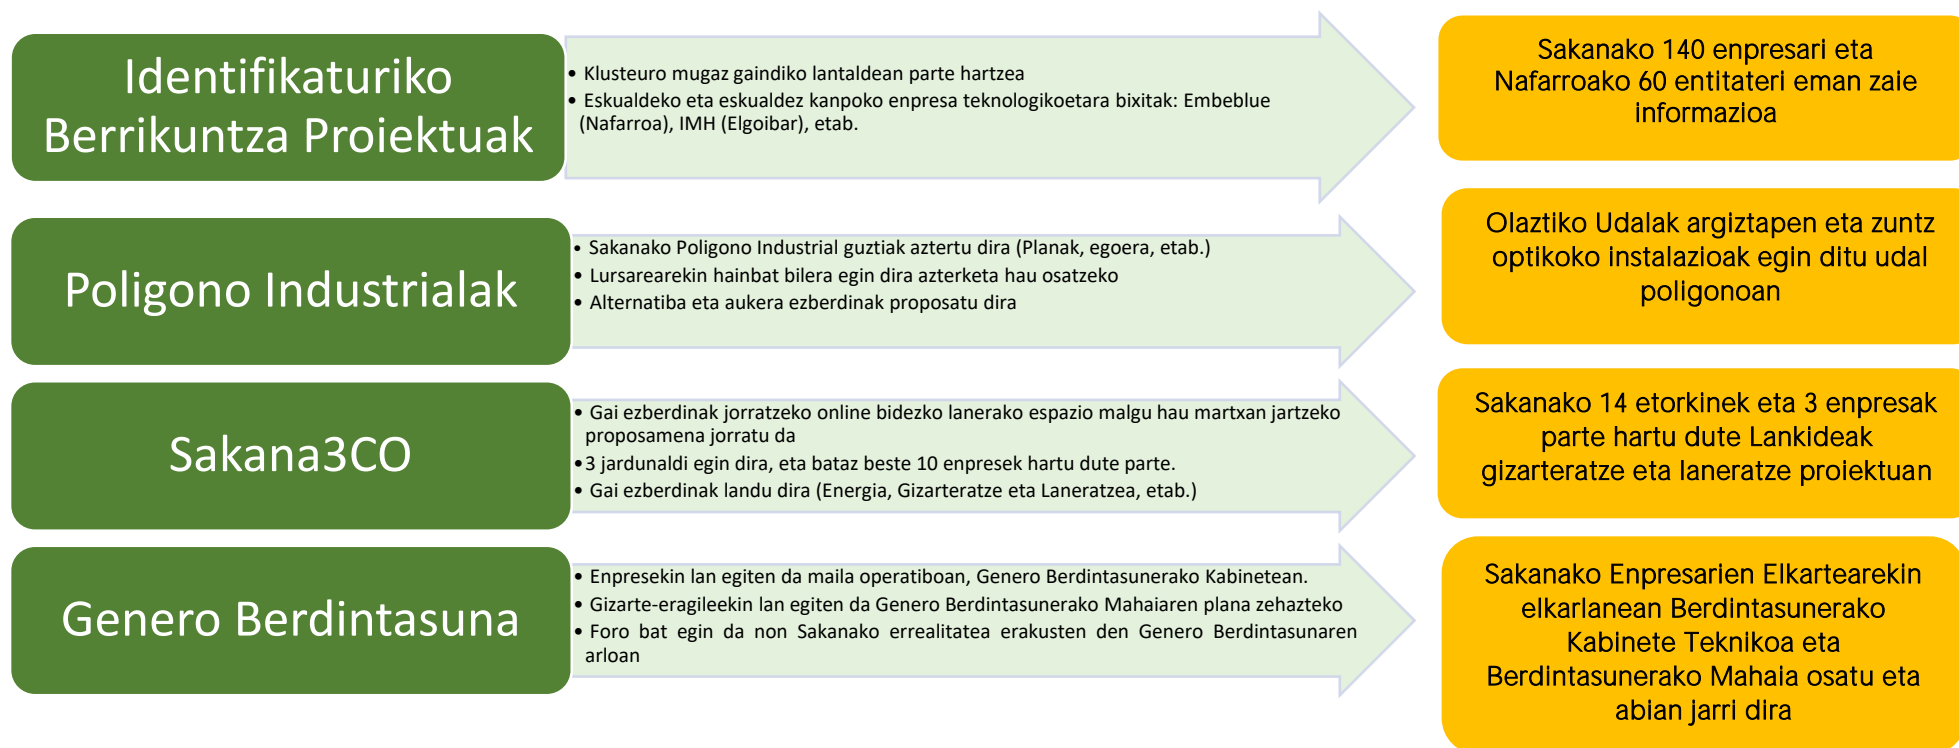 Identifikaturiko
Berrikuntza Proiektuak
• Klusteuro mugaz gaindiko lantaldean parte hartzea
• Eskualdeko eta eskualdez kanpoko enpresa teknologikoetara bixitak: Embeblue
(Nafarroa), IMH (Elgoibar), etab.
Sakanako 140 enpresari eta
Nafarroako 60 entitateri eman zaie
informazioa
Poligono Industrialak
• Sakanako Poligono Industrial guztiak aztertu dira (Planak, egoera, etab.)
• Lursarearekin hainbat bilera egin dira azterketa hau osatzeko
• Alternatiba eta aukera ezberdinak proposatu dira
Olaztiko Udalak argiztapen eta zuntz
optikoko instalazioak egin ditu udal
poligonoan
Sakana3CO
• Gai ezberdinak jorratzeko online bidezko lanerako espazio malgu hau martxan jartzeko
proposamena jorratu da
•3 jardunaldi egin dira, eta bataz beste 10 enpresek hartu dute parte.
• Gai ezberdinak landu dira (Energia, Gizarteratze eta Laneratzea, etab.)
Sakanako 14 etorkinek eta 3 enpresak
parte hartu dute Lankideak
gizarteratze eta laneratze proiektuan
Genero Berdintasuna
• Enpresekin lan egiten da maila operatiboan, Genero Berdintasunerako Kabinetean.
• Gizarte-eragileekin lan egiten da Genero Berdintasunerako Mahaiaren plana zehazteko
• Foro bat egin da non Sakanako errealitatea erakusten den Genero Berdintasunaren
arloan
Sakanako Enpresarien Elkartearekin
elkarlanean Berdintasunerako
Kabinete Teknikoa eta
Berdintasunerako Mahaia osatu eta
abian jarri dira